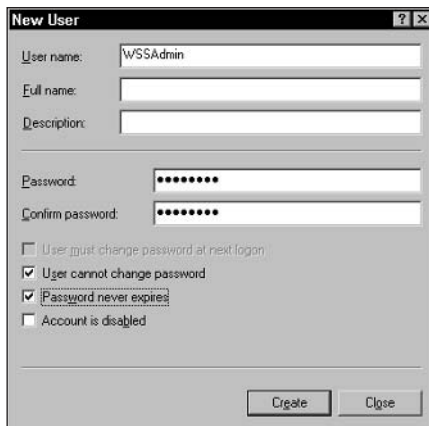 New User
User name: WSSAdmin
Full name:
Description:
Password: ●●●●●●●●
Confirm password: ●●●●●●●●
User must change password at next logon
User cannot change password
Password never expires
Account is disabled
Create Close